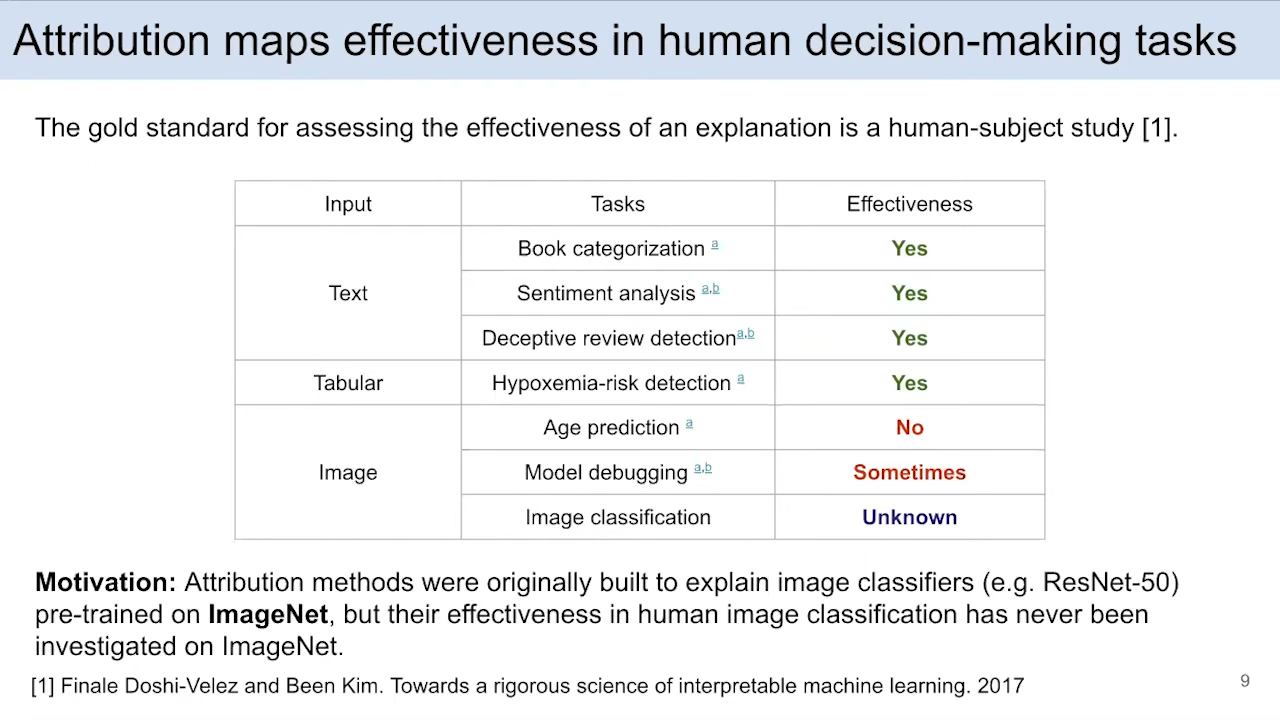 Attribution maps effectiveness in human decision-making tasks
The gold standard for assessing the effectiveness of an explanation is a human-subject study [1].
Input Tasks Effectiveness
Text
Book categorization a Yes
Sentiment analysis a,b Yes
Deceptive review detection a,b Yes
Tabular Hypoxemia-risk detection a Yes
Image
Age prediction a No
Model debugging a,b Sometimes
Image classification Unknown
Motivation: Attribution methods were originally built to explain image classifiers (e.g. ResNet-50)
pre-trained on ImageNet, but their effectiveness in human image classification has never been
investigated on ImageNet.
[1] Finale Doshi-Velez and Been Kim. Towards a rigorous science of interpretable machine learning. 2017
9